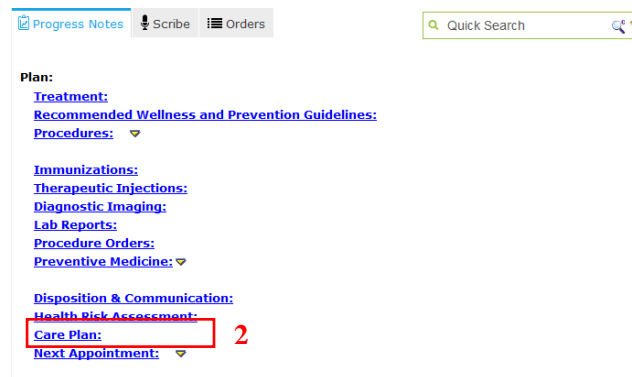 Progress Notes Scribe Orders Quick Search
Plan:
Treatment:
Recommended Wellness and Prevention Guidelines:
Procedures:
Immunizations:
Therapeutic Injections:
Diagnostic Imaging:
Lab Reports:
Procedure Orders:
Preventive Medicine:
Disposition & Communication:
Health Risk Assessment:
Care Plan: 2
Next Appointment: